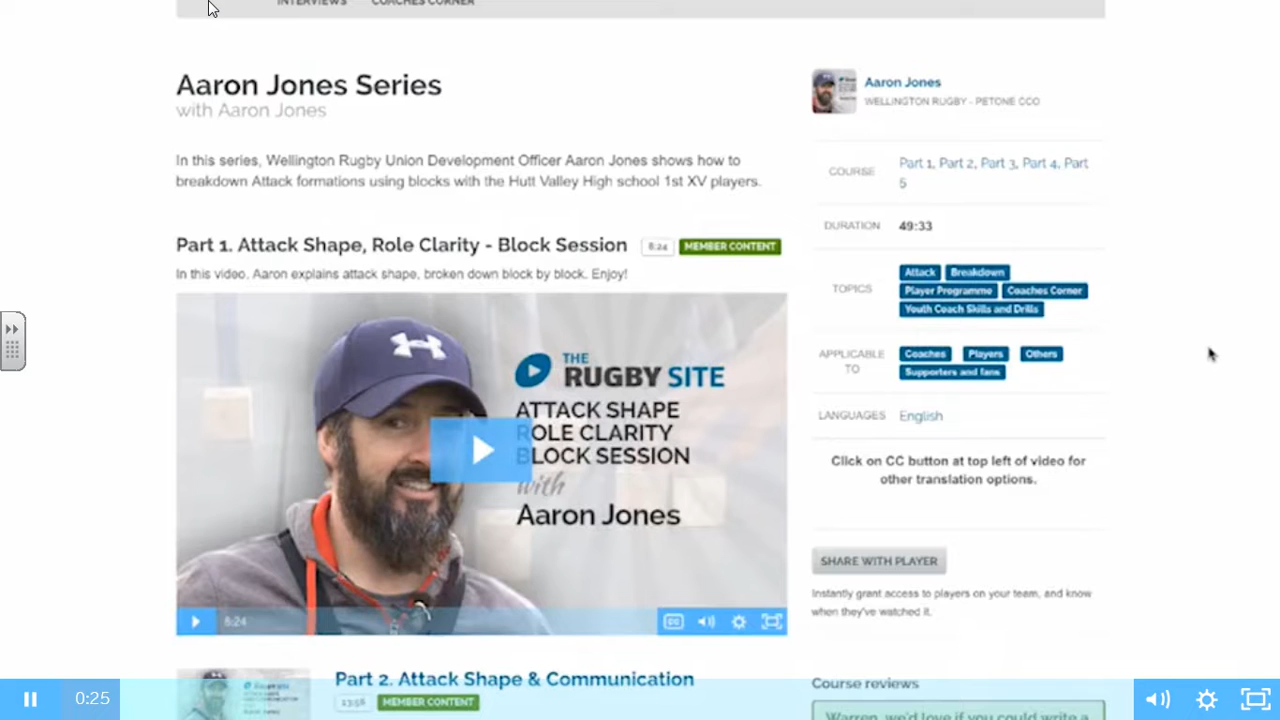 INTERVIEWS COACHES CORNER
Aaron Jones Series
with Aaron Jones
In this series, Wellington Rugby Union Development Officer Aaron Jones shows how to
breakdown Attack formations using blocks with the Hutt Valley High school 1st XV players.
Part 1. Attack Shape, Role Clarity - Block Session 8:24 MEMBER CONTENT
In this video, Aaron explains attack shape, broken down block by block. Enjoy!
THE
RUGBY SITE
ATTACK SHAPE
ROLE CLARITY
BLOCK SESSION
with
Aaron Jones
8:24
CC
Part 2. Attack Shape & Communication
13:58 MEMBER CONTENT
Aaron Jones
WELLINGTON RUGBY - PETONE CCO
COURSE Part 1, Part 2, Part 3, Part 4, Part
5
DURATION 49:33
TOPICS Attack Breakdown
Player Programme Coaches Corner
Youth Coach Skills and Drills
APPLICABLE
TO
Coaches Players Others
Supporters and fans
LANGUAGES English
Click on CC button at top left of video for
other translation options.
SHARE WITH PLAYER
Instantly grant access to players on your team, and know
when they've watched it.
Course reviews
Warren, we'd love if you could write a
0:25